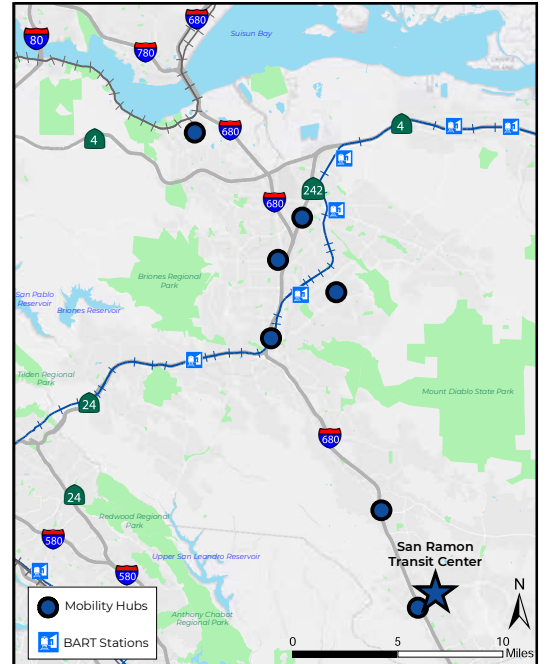 680
Suisun Bay
80
780
680
4
4
242
680
Briones Regional
Park
San Pablo
Reservoir
Briones Reservoir
Tilden Regional
Park
Mount Diablo State Park
24
680
24
Redwood Regional
Park
580
Upper San Leandro Reservoir
San Ramon
Transit Center
580
N
Mobility Hubs
Anthony Chabot
Regional Park
BART Stations
0
5
10
Miles